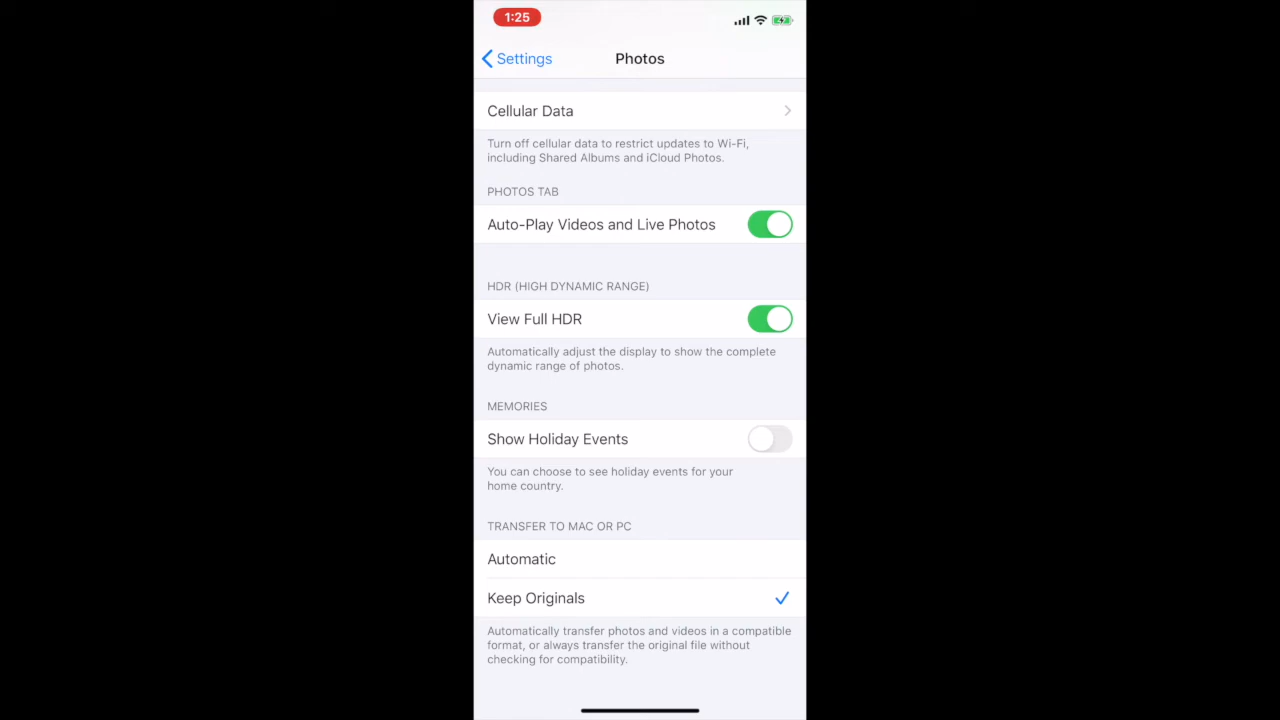 1:25
Settings
Photos
Cellular Data
Turn off cellular data to restrict updates to Wi-Fi,
including Shared Albums and iCloud Photos.
PHOTOS TAB
Auto-Play Videos and Live Photos
HDR (HIGH DYNAMIC RANGE)
View Full HDR
Automatically adjust the display to show the complete
dynamic range of photos.
MEMORIES
Show Holiday Events
You can choose to see holiday events for your
home country.
TRANSFER TO MAC OR PC
Automatic
Keep Originals
Automatically transfer photos and videos in a compatible
format, or always transfer the original file without
checking for compatibility.